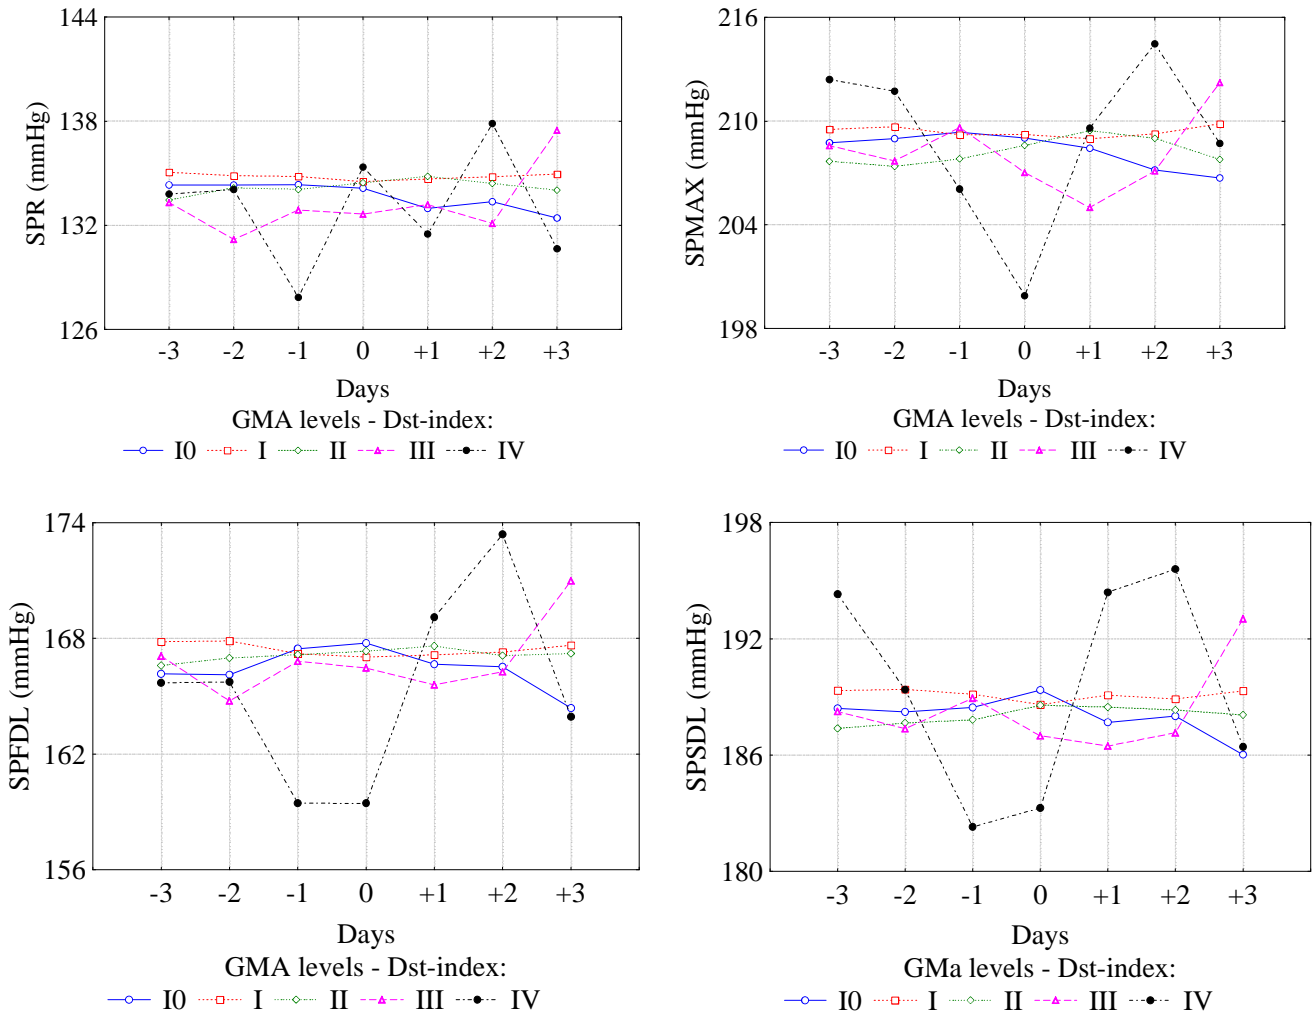 144
138
132
126
SPR (mmHg)
-3 -2 -1 0 +1 +2 +3
Days
GMA levels - Dst-index:
I0 I II III IV
216
210
204
198
SPMAX (mmHg)
-3 -2 -1 0 +1 +2 +3
Days
GMA levels - Dst-index:
I0 I II III IV
174
168
162
156
SPFDL (mmHg)
-3 -2 -1 0 +1 +2 +3
Days
GMA levels - Dst-index:
I0 I II III IV
198
192
186
180
SPSDL (mmHg)
-3 -2 -1 0 +1 +2 +3
Days
GMa levels - Dst-index:
I0 I II III IV